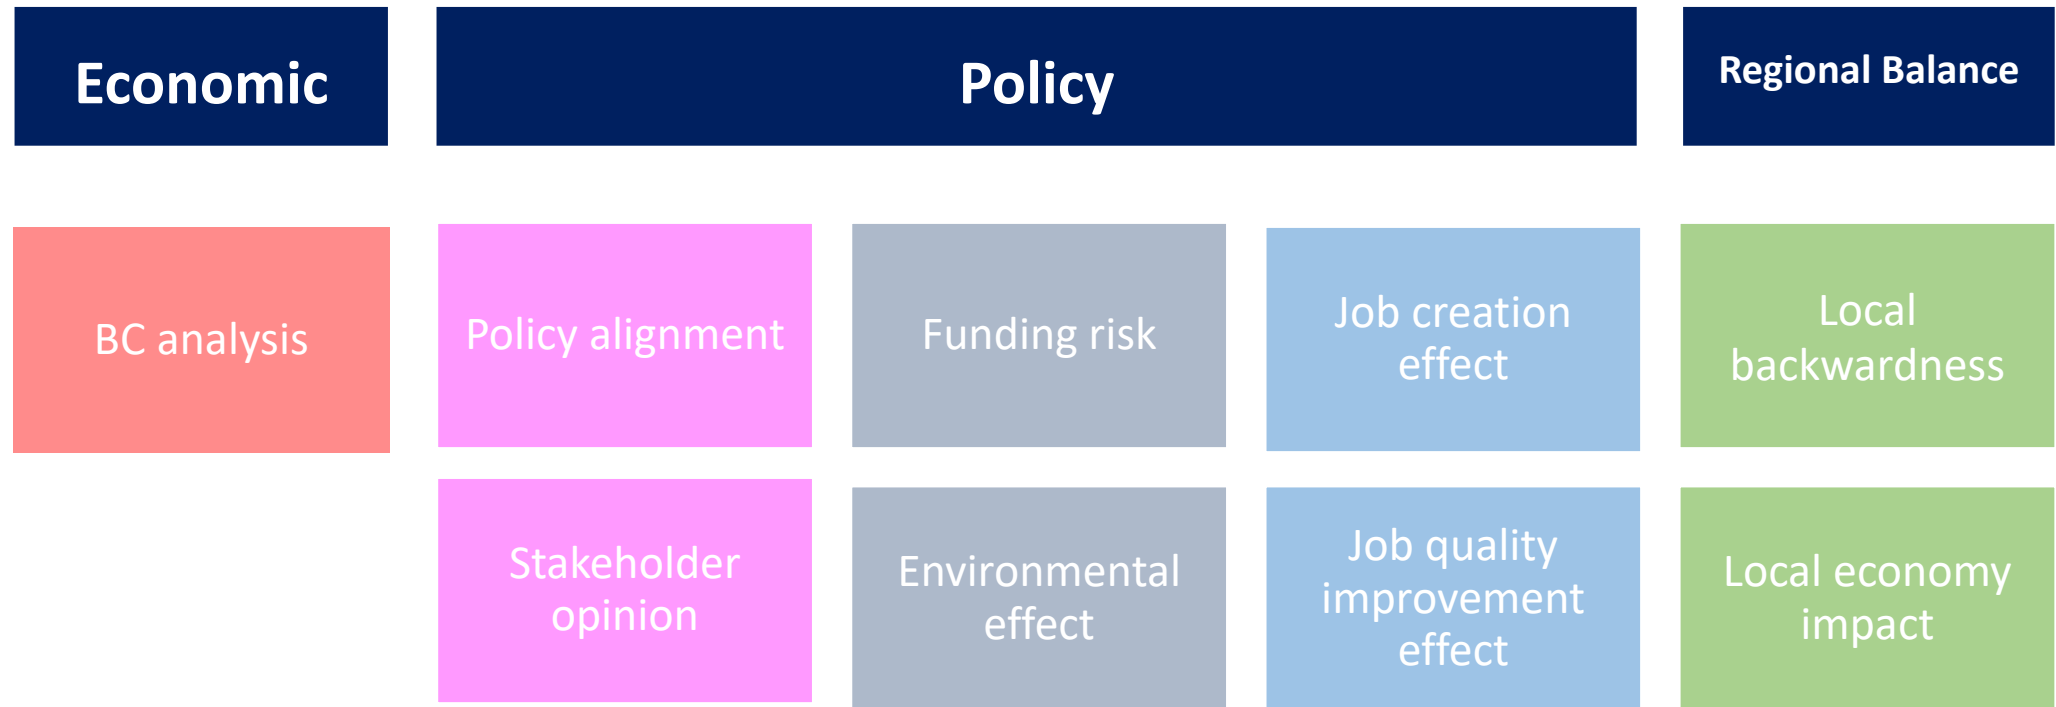 Economic
Policy
Regional Balance
BC analysis
Policy alignment
Funding risk
Job creation
effect
Local
backwardness
Stakeholder
opinion
Environmental
effect
Job quality
improvement
effect
Local economy
impact